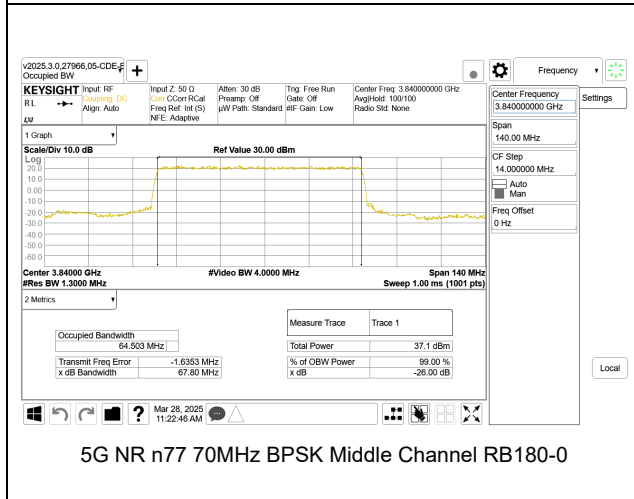 v2025.3.0,27966,05-CDE-E
Occupied BW
+
Frequency
KEYSIGHT
RL
Input: RF
Coupling: DC
Align: Auto
Input Z: 50 Ω
Corr CCorr RCal
Freq Ref: Int (S)
NFE: Adaptive
Atten: 30 dB
Preamp: Off
µW Path: Standard
Trig: Free Run
Gate: Off
#IF Gain: Low
Center Freq: 3.840000000 GHz
Avg|Hold: 100/100
Radio Std: None
Center Frequency
3.840000000 GHz
Settings
Span
140.00 MHz
CF Step
14.000000 MHz
Auto
Man
Freq Offset
0 Hz
1 Graph
Scale/Div 10.0 dB
Ref Value 30.00 dBm
Log
20.0
10.0
0.00
-10.0
-20.0
-30.0
-40.0
-50.0
-60.0
Center 3.84000 GHz
#Video BW 4.0000 MHz
Span 140 MHz
#Res BW 1.3000 MHz
Sweep 1.00 ms (1001 pts)
2 Metrics
Measure Trace
Trace 1
Occupied Bandwidth
64.503 MHz
Total Power
37.1 dBm
Transmit Freq Error
-1.6353 MHz
% of OBW Power
99.00 %
x dB Bandwidth
67.80 MHz
x dB
-26.00 dB
Local
?
Mar 28, 2025
11:22:46 AM
5G NR n77 70MHz BPSK Middle Channel RB180-0